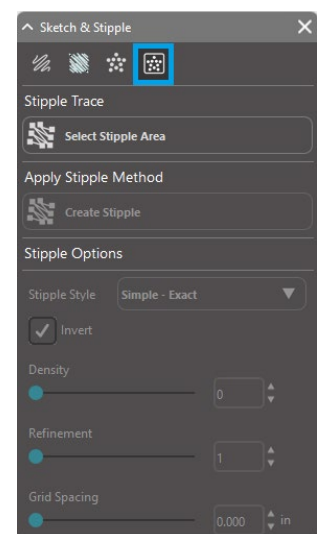 Sketch & Stipple
Stipple Trace
Select Stipple Area
Apply Stipple Method
Create Stipple
Stipple Options
Stipple Style Simple - Exact
Invert
Density
0
Refinement
1
Grid Spacing
0.000 in